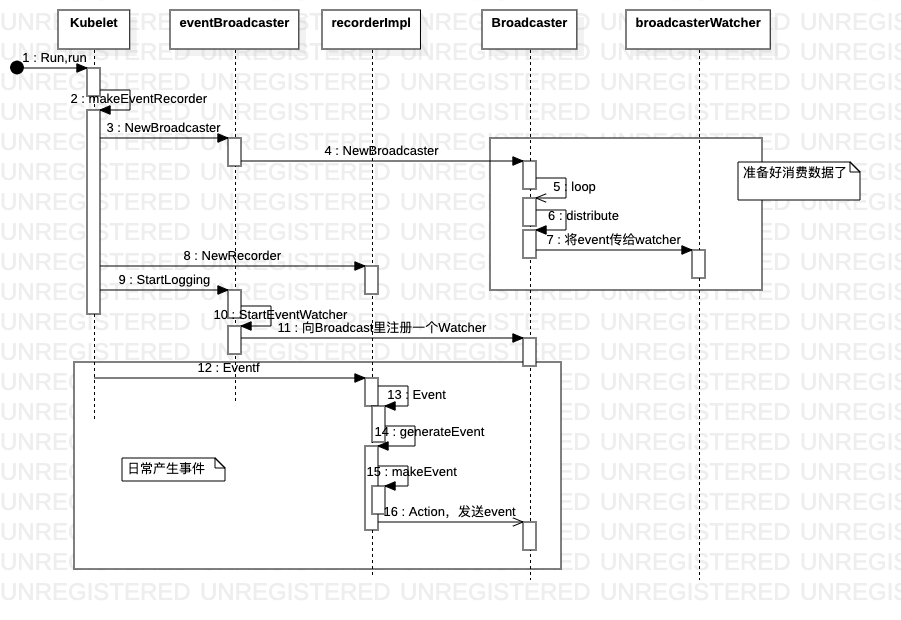 Kubelet
eventBroadcaster
recorderImpl
Broadcaster
broadcasterWatcher
1 : Run,run
2 : makeEventRecorder
3 : NewBroadcaster
4 : NewBroadcaster
准备好消费数据了
5 : loop
6 : distribute
7 : 将event传给watcher
8 : NewRecorder
9 : StartLogging
10 : StartEventWatcher
11 : 向Broadcast里注册一个Watcher
12 : Eventf
13 : Event
14 : generateEvent
日常产生事件
15 : makeEvent
16 : Action，发送event
UNREGISTERED UNREGISTERED UNREGISTERED UNREGISTERED UNREGIS